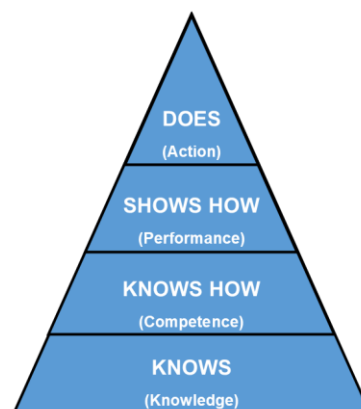 DOES
(Action)
SHOWS HOW
(Performance)
KNOWS HOW
(Competence)
KNOWS
(Knowledge)